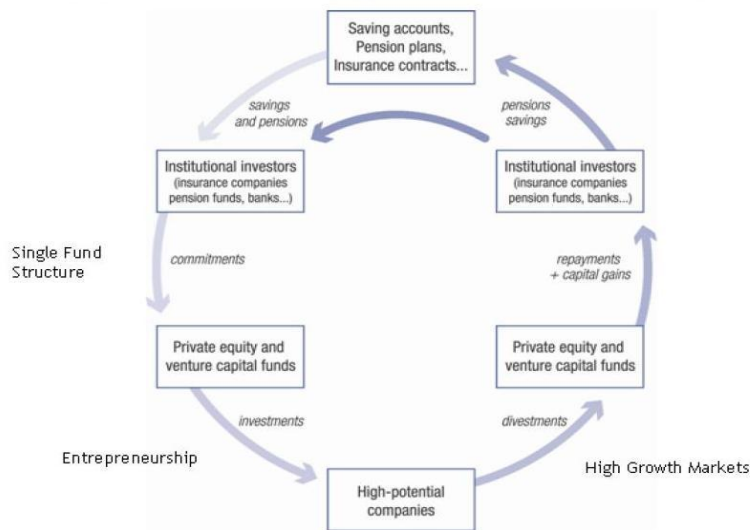 Saving accounts,
Pension plans,
Insurance contracts...
savings
and pensions
pensions
savings
Institutional investors
(insurance companies
pension funds, banks...)
Institutional investors
(insurance companies
pension funds, banks...)
Single Fund
Structure
commitments
repayments
+ capital gains
Private equity and
venture capital funds
Private equity and
venture capital funds
investments
divestments
Entrepreneurship
High Growth Markets
High-potential
companies